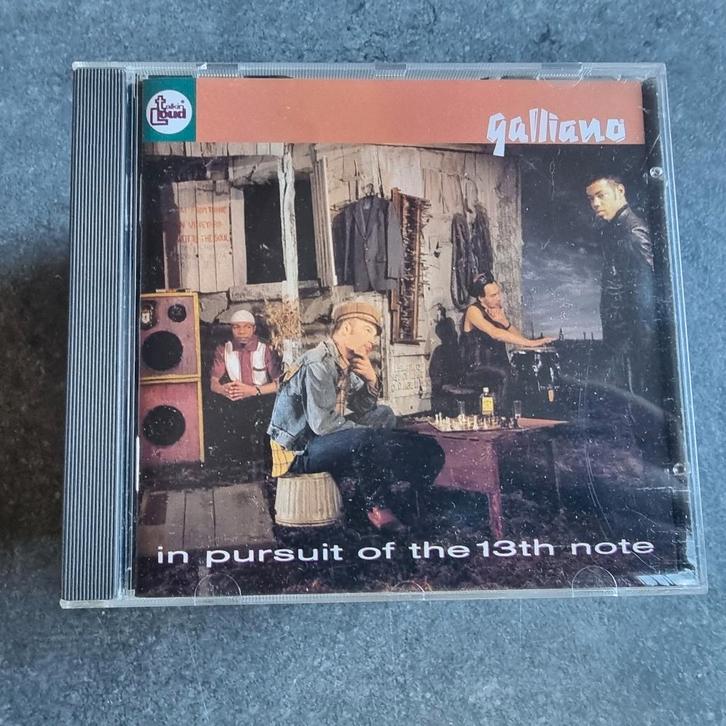 talkin
loud
galliano
in pursuit of the 13th note